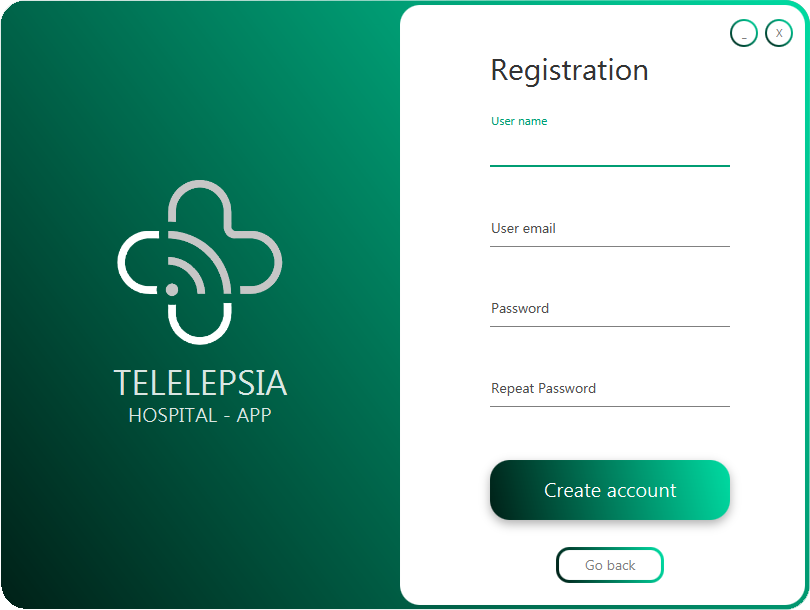 TELELEPSIA
HOSPITAL - APP
_
X
Registration
User name
User email
Password
Repeat Password
Create account
Go back